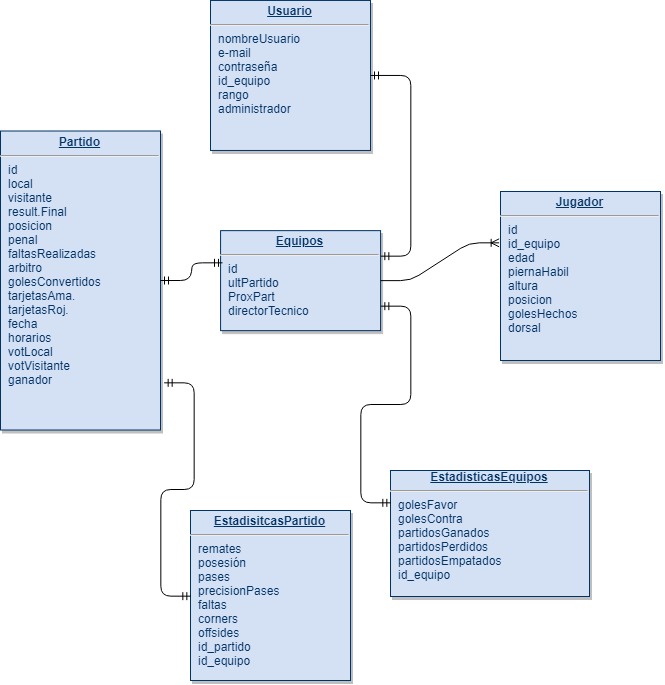 Usuario
nombreUsuario
e-mail
contraseña
id_equipo
rango
administrador
Partido
id
local
visitante
result.Final
posicion
penal
faltasRealizadas
arbitro
golesConvertidos
tarjetasAma.
tarjetasRoj.
fecha
horarios
votLocal
votVisitante
ganador
Equipos
id
ultPartido
ProxPart
directorTecnico
Jugador
id
id_equipo
edad
piernaHabil
altura
posicion
golesHechos
dorsal
EstadisticasEquipos
golesFavor
golesContra
partidosGanados
partidosPerdidos
partidosEmpatados
id_equipo
EstadisitcasPartido
remates
posesión
pases
precisionPases
faltas
corners
offsides
id_partido
id_equipo